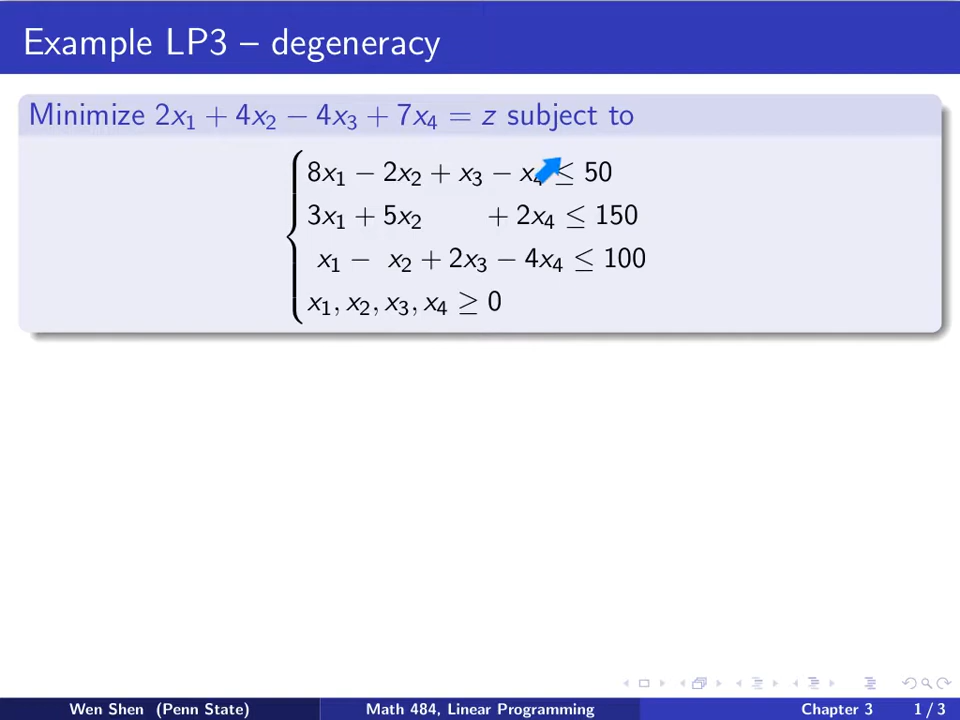 Example LP3 – degeneracy
Minimize 2x₁ + 4x₂ − 4x₃ + 7x₄ = z subject to
8x₁ − 2x₂ + x₃ − x₄ ≤ 50
3x₁ + 5x₂ + 2x₄ ≤ 150
x₁ − x₂ + 2x₃ − 4x₄ ≤ 100
x₁, x₂, x₃, x₄ ≥ 0
Wen Shen (Penn State) Math 484, Linear Programming Chapter 3 1 / 3